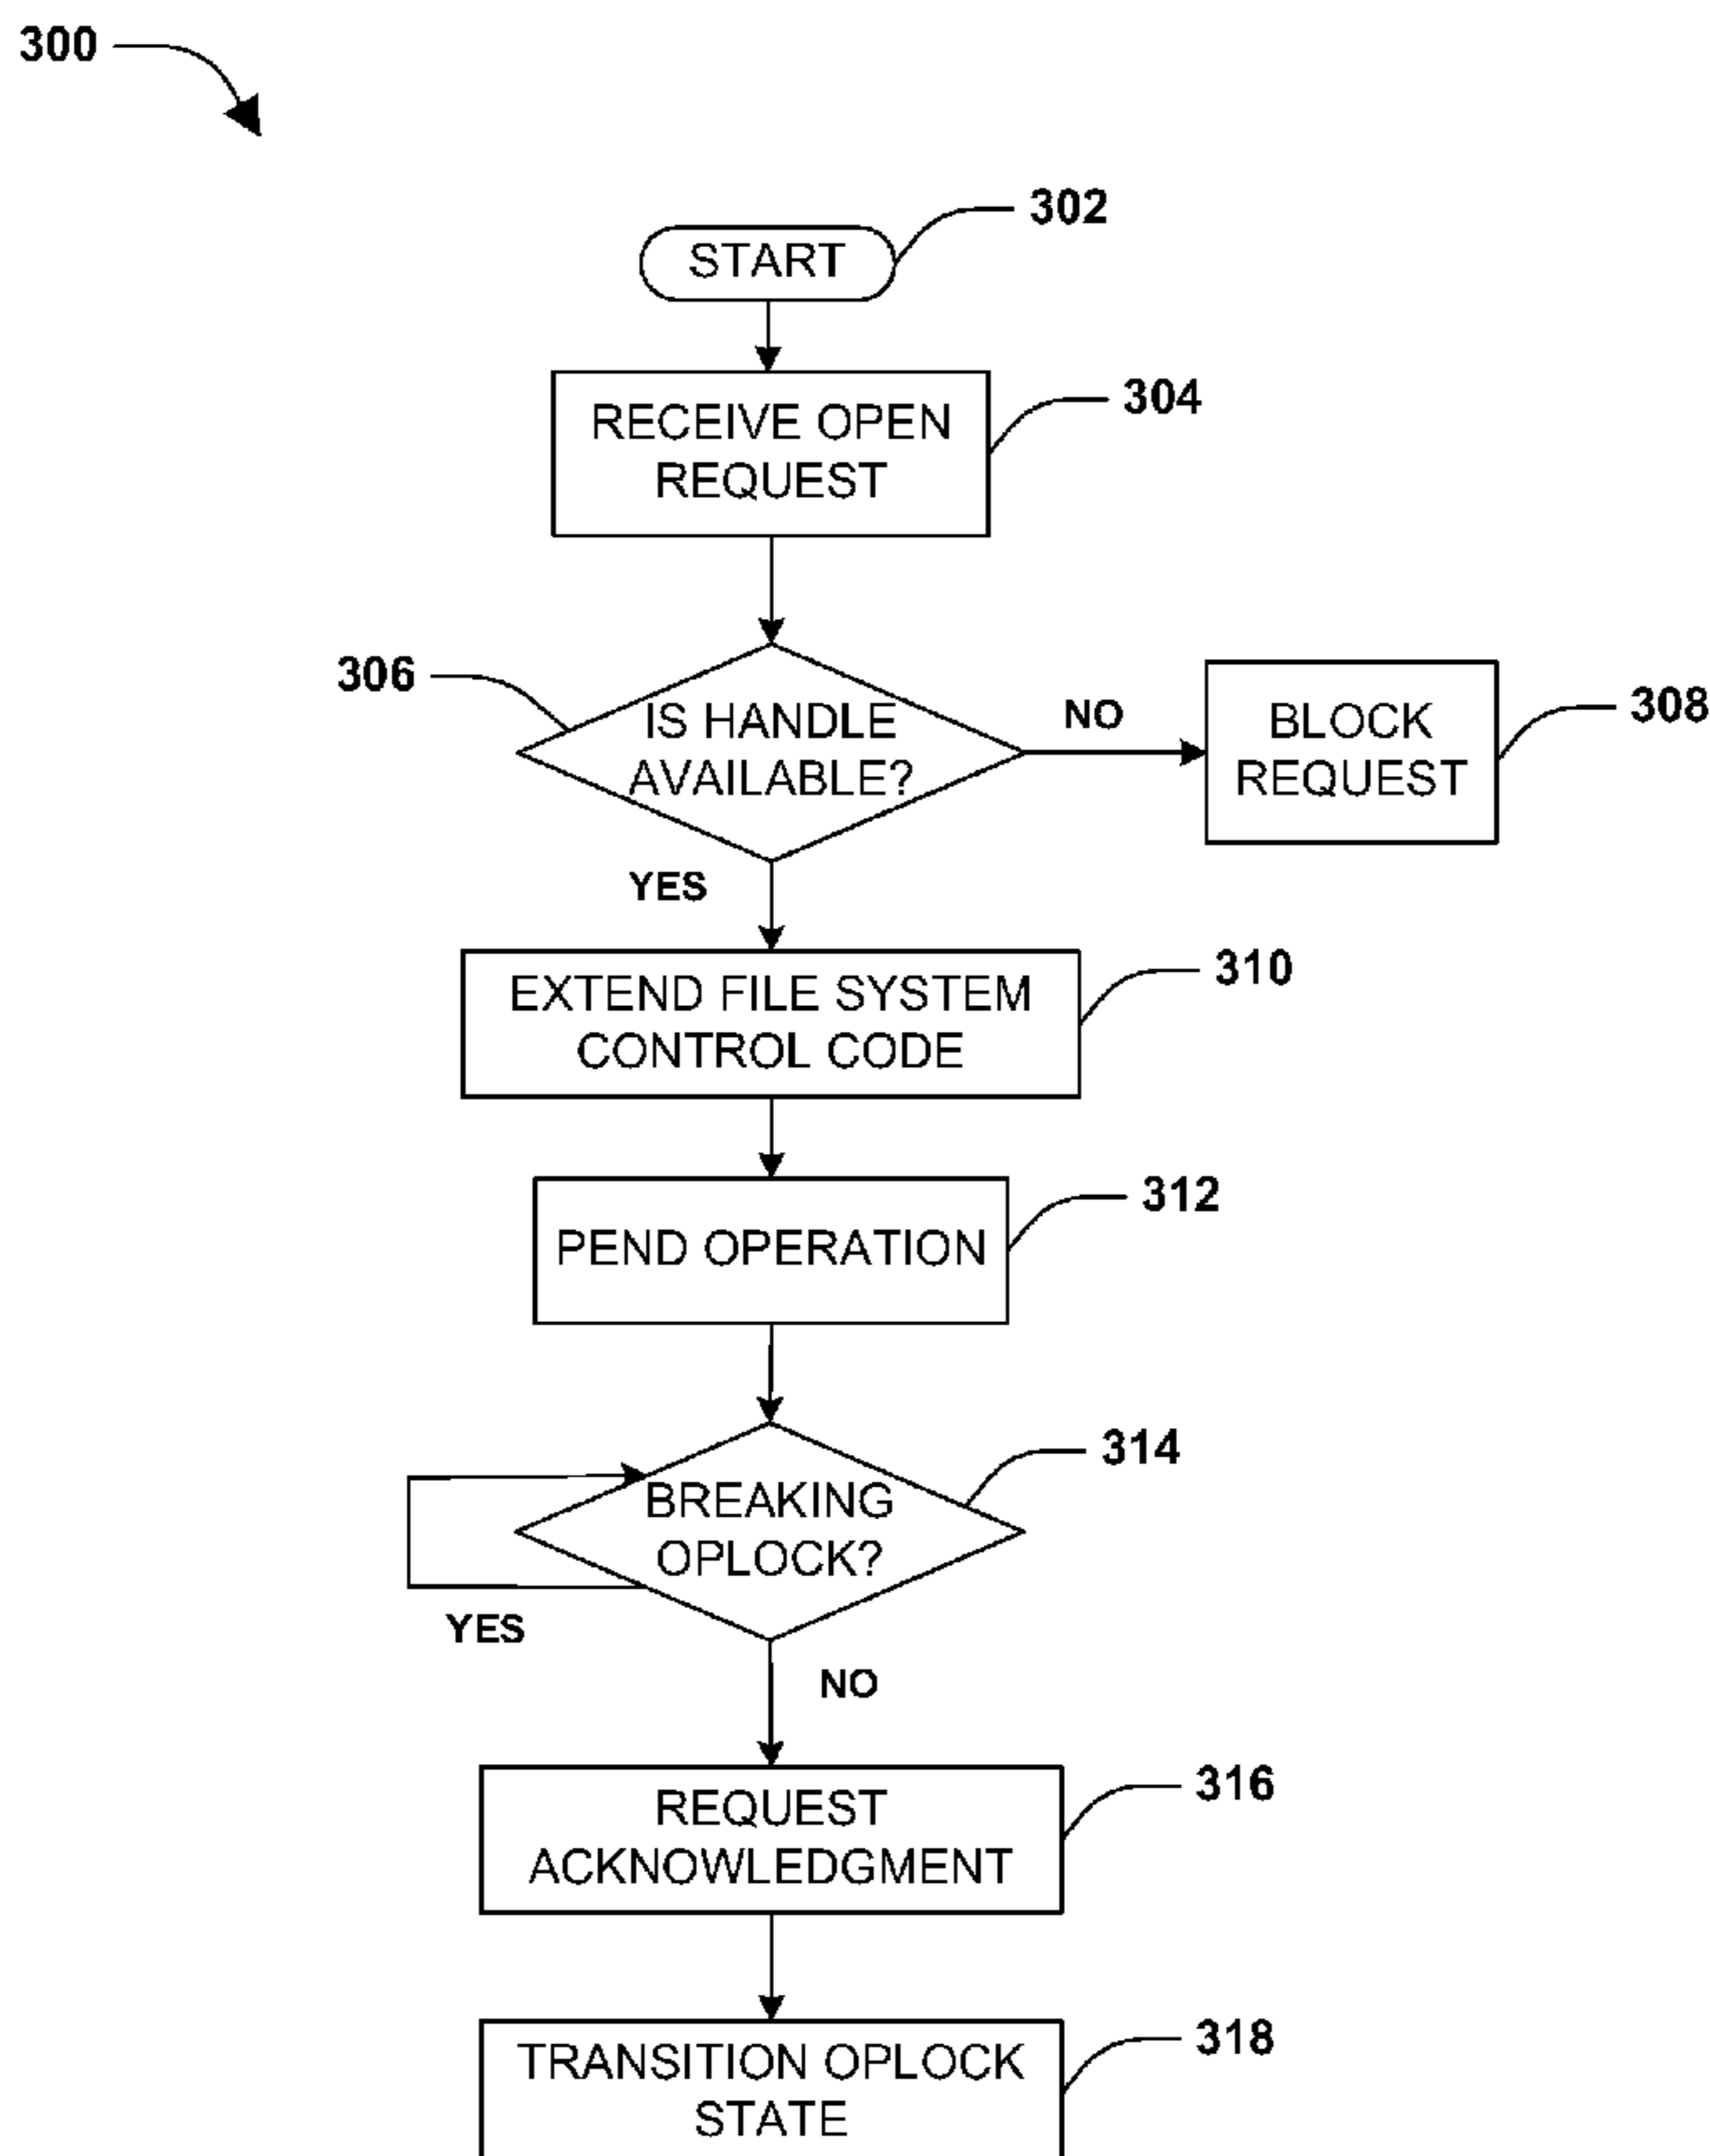 300
302
START
304
RECEIVE OPEN
REQUEST
306
IS HANDLE
AVAILABLE?
NO
BLOCK
REQUEST
308
YES
310
EXTEND FILE SYSTEM
CONTROL CODE
312
PEND OPERATION
314
BREAKING
OPLOCK?
YES
NO
316
REQUEST
ACKNOWLEDGMENT
318
TRANSITION OPLOCK
STATE